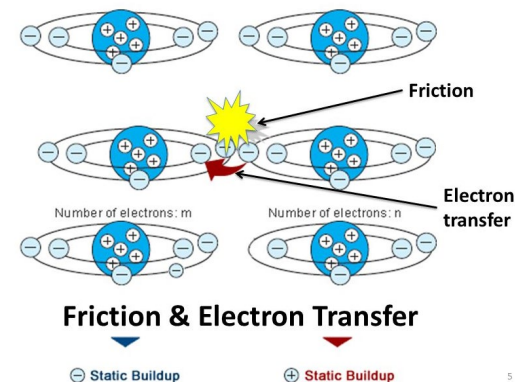 Friction
Electron
transfer
Number of electrons: m
Number of electrons: n
Friction & Electron Transfer
⊖ Static Buildup
⊕ Static Buildup
5